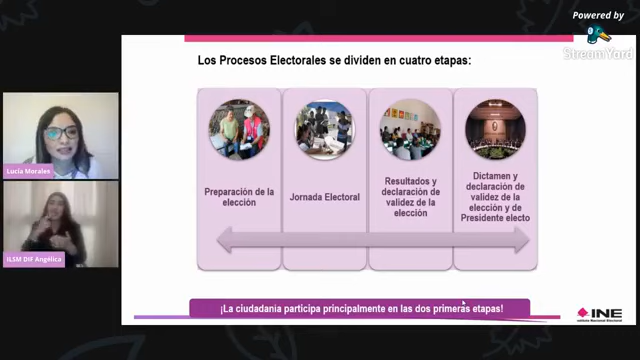 Powered by
StreamYard
Los Procesos Electorales se dividen en cuatro etapas:
Lucía Morales
ILSM DIF Angélica
Preparación de la
elección
Jornada Electoral
Resultados y
declaración de
validez de la
elección
Dictamen y
declaración de
validez de la
elección y de
Presidente electo
¡La ciudadanía participa principalmente en las dos primeras etapas!
INE
Instituto Nacional Electoral